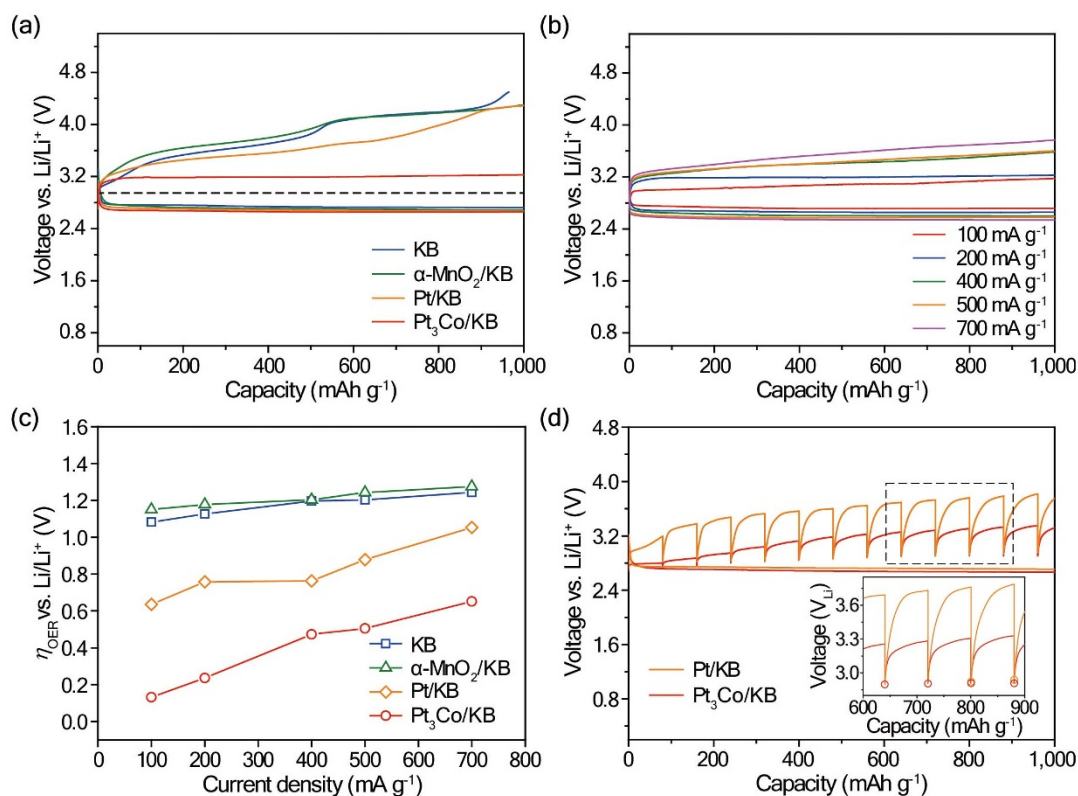 (a)
Voltage vs. Li/Li⁺ (V)
4.8
4.0
3.2
2.4
1.6
0.8
0
200
400
600
800
1,000
Capacity (mAh g⁻¹)
KB
α-MnO₂/KB
Pt/KB
Pt₃Co/KB
(b)
Voltage vs. Li/Li⁺ (V)
4.8
4.0
3.2
2.4
1.6
0.8
0
200
400
600
800
1,000
Capacity (mAh g⁻¹)
100 mA g⁻¹
200 mA g⁻¹
400 mA g⁻¹
500 mA g⁻¹
700 mA g⁻¹
(c)
η_OER vs. Li/Li⁺ (V)
1.6
1.4
1.2
1.0
0.8
0.6
0.4
0.2
0.0
100
200
300
400
500
600
700
800
Current density (mA g⁻¹)
KB
α-MnO₂/KB
Pt/KB
Pt₃Co/KB
(d)
Voltage vs. Li/Li⁺ (V)
4.8
4.0
3.6
2.8
2.0
1.6
0.8
0
200
400
600
800
1,000
Capacity (mAh g⁻¹)
Pt/KB
Pt₃Co/KB
Voltage (V_Li)
3.6
3.3
3.0
600
700
800
900
Capacity (mAh g⁻¹)